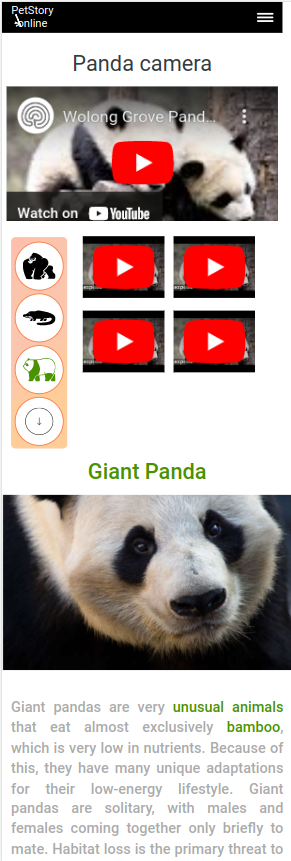 PetStory
online
Panda camera
Wolong Grove Pand...
Watch on YouTube
Giant Panda
Giant pandas are very unusual animals
that eat almost exclusively bamboo,
which is very low in nutrients. Because of
this, they have many unique adaptations
for their low-energy lifestyle. Giant
pandas are solitary, with males and
females coming together only briefly to
mate. Habitat loss is the primary threat to